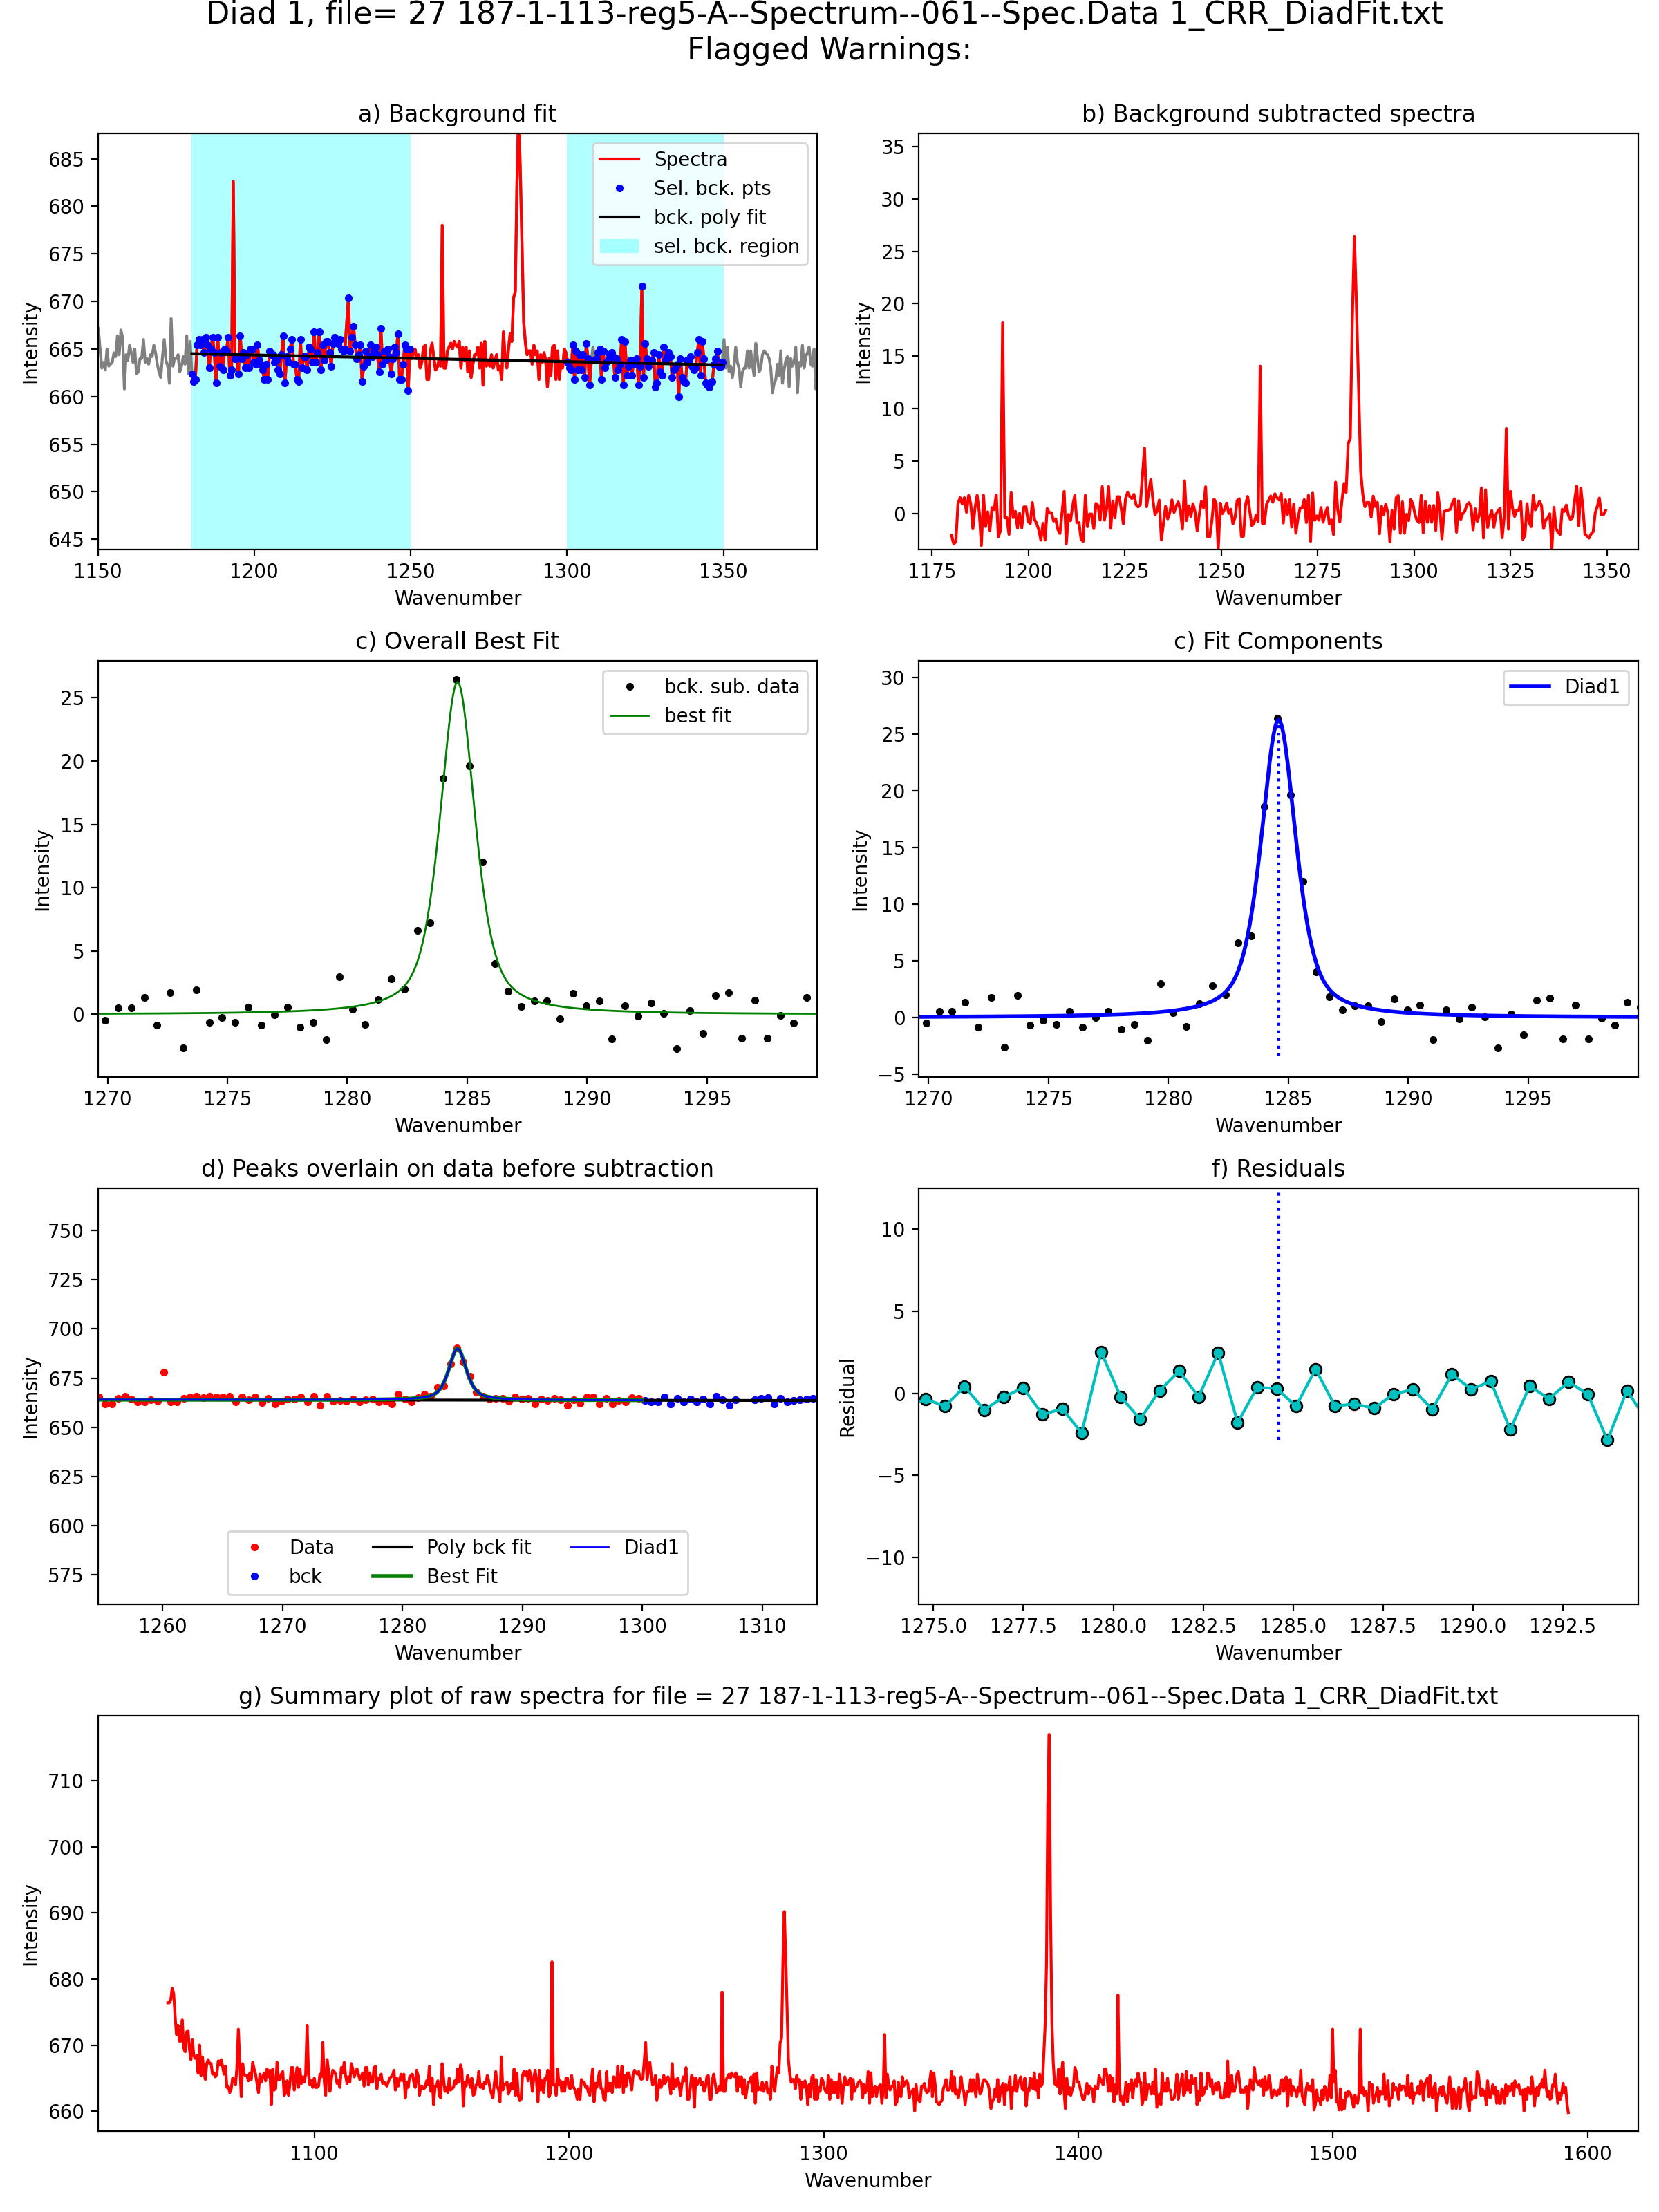 Diad 1, file= 27 187-1-113-reg5-A--Spectrum--061--Spec.Data 1_CRR_DiadFit.txt
Flagged Warnings:
a) Background fit
Intensity
685
680
675
670
665
660
655
650
645
Spectra
Sel. bck. pts
bck. poly fit
sel. bck. region
1150 1200 1250 1300 1350
Wavenumber
b) Background subtracted spectra
Intensity
35
30
25
20
15
10
5
0
1175 1200 1225 1250 1275 1300 1325 1350
Wavenumber
c) Overall Best Fit
Intensity
25
20
15
10
5
0
bck. sub. data
best fit
1270 1275 1280 1285 1290 1295
Wavenumber
c) Fit Components
Intensity
30
25
20
15
10
5
0
−5
Diad1
1270 1275 1280 1285 1290 1295
Wavenumber
d) Peaks overlain on data before subtraction
Intensity
750
725
700
675
650
625
600
575
Data Poly bck fit Diad1
bck Best Fit
1260 1270 1280 1290 1300 1310
Wavenumber
f) Residuals
Residual
10
5
0
−5
−10
1275.0 1277.5 1280.0 1282.5 1285.0 1287.5 1290.0 1292.5
Wavenumber
g) Summary plot of raw spectra for file = 27 187-1-113-reg5-A--Spectrum--061--Spec.Data 1_CRR_DiadFit.txt
Intensity
710
700
690
680
670
660
1100 1200 1300 1400 1500 1600
Wavenumber